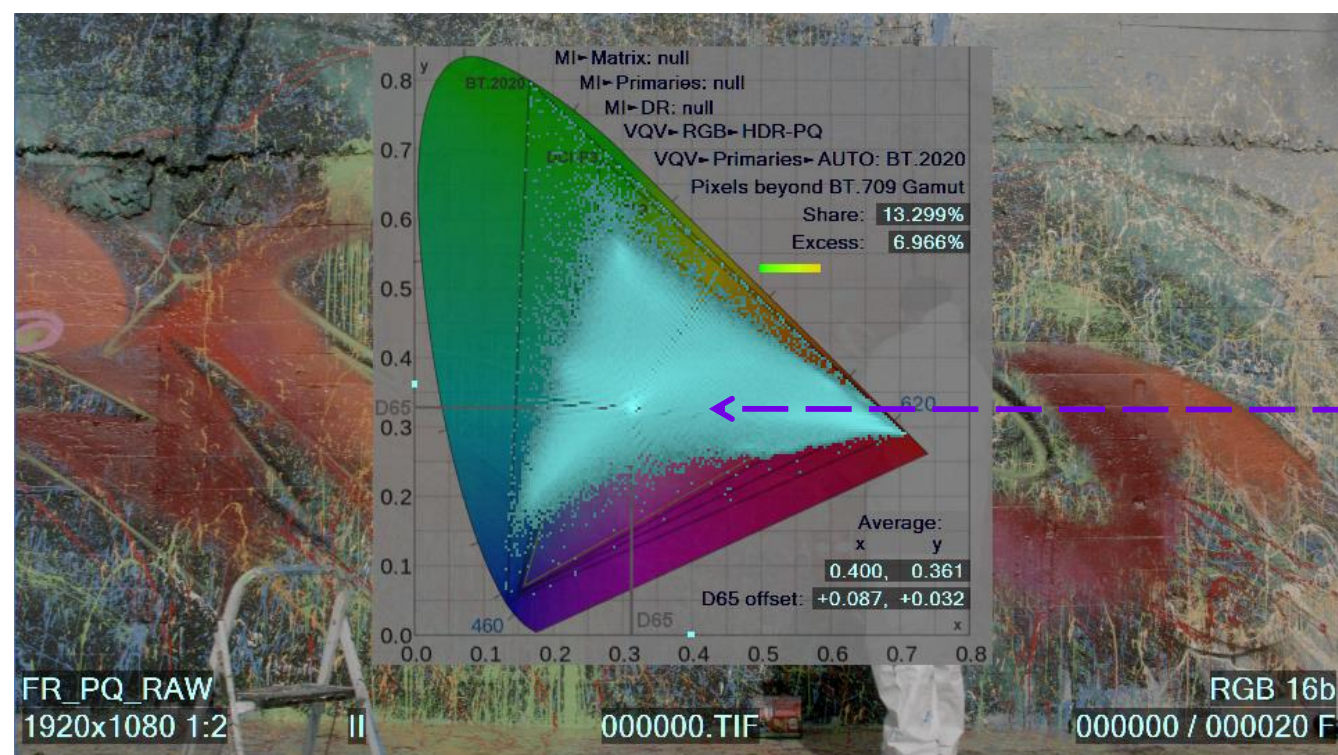 MI►Matrix: null
0.8 y BT.2020 MI►Primaries: null
MI►DR: null
VQV►RGB►HDR-PQ
0.7 DCI P3 VQV►Primaries►AUTO: BT.2020
Pixels beyond BT.709 Gamut
0.6 Share: 13.299%
Excess: 6.966%
0.5
0.4
D65 620
0.3
0.2
Average:
x y
0.1 0.400, 0.361
D65 offset: +0.087, +0.032
460 D65 x
0.0
0.0 0.1 0.2 0.3 0.4 0.5 0.6 0.7 0.8
FR_PQ_RAW RGB 16b
1920x1080 1:2 II 000000.TIF 000000 / 000020 F